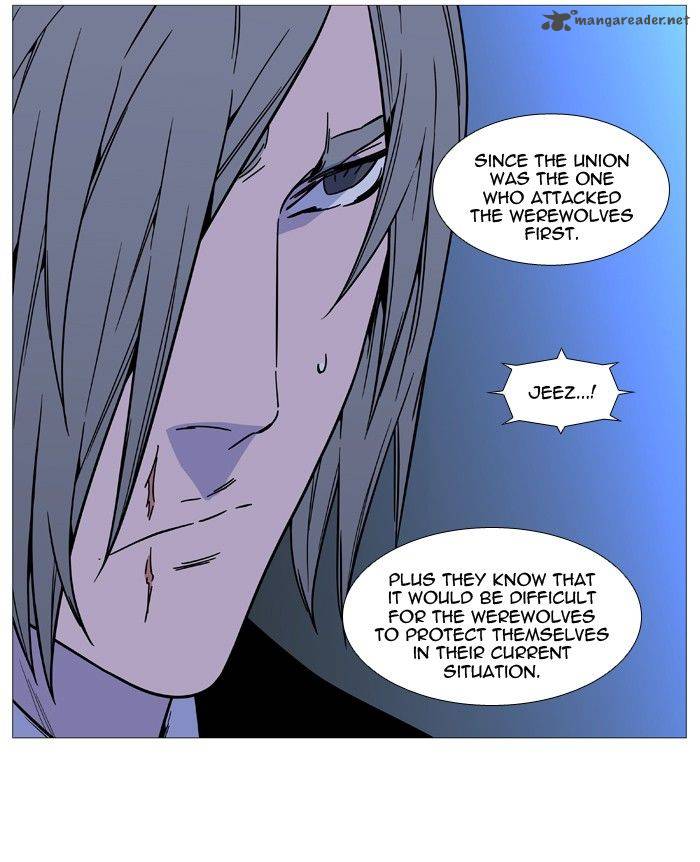 mangareader.net
SINCE THE UNION
WAS THE ONE
WHO ATTACKED
THE WEREWOLVES
FIRST.
JEEZ...!
PLUS THEY KNOW THAT
IT WOULD BE DIFFICULT
FOR THE WEREWOLVES
TO PROTECT THEMSELVES
IN THEIR CURRENT
SITUATION.